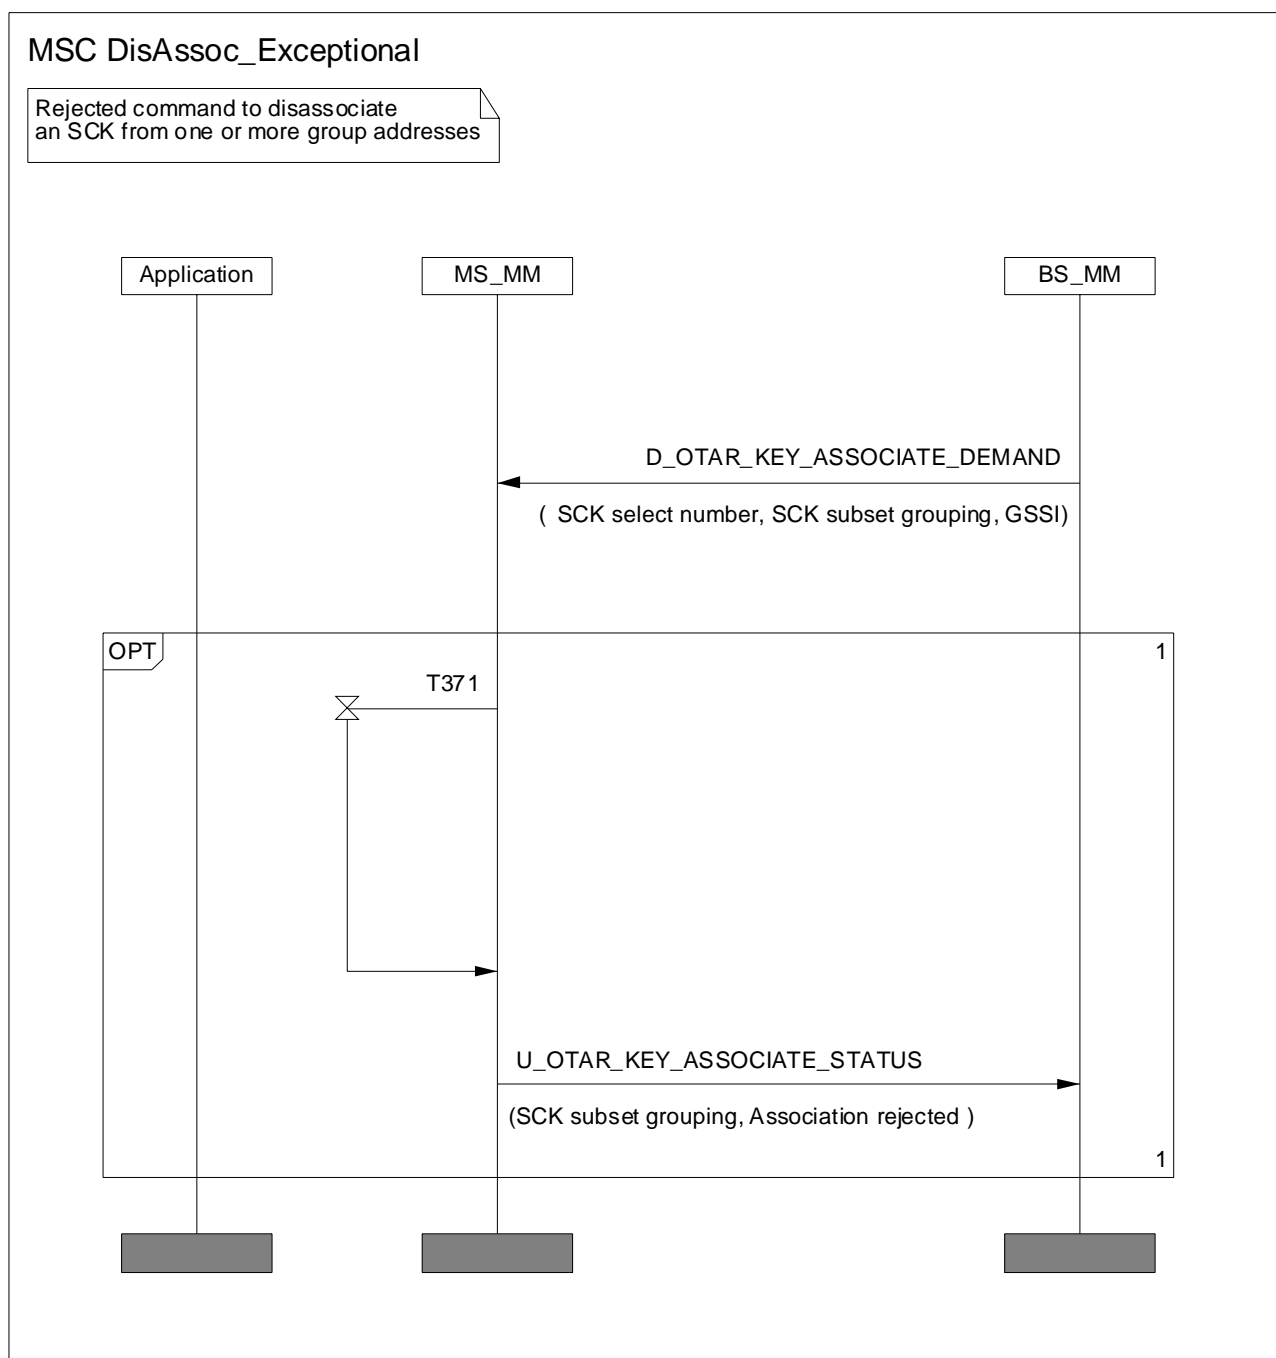 MSC DisAssoc_Exceptional
Rejected command to disassociate
an SCK from one or more group addresses
Application
MS_MM
BS_MM
D_OTAR_KEY_ASSOCIATE_DEMAND
( SCK select number, SCK subset grouping, GSSI)
OPT
1
T371
U_OTAR_KEY_ASSOCIATE_STATUS
(SCK subset grouping, Association rejected )
1